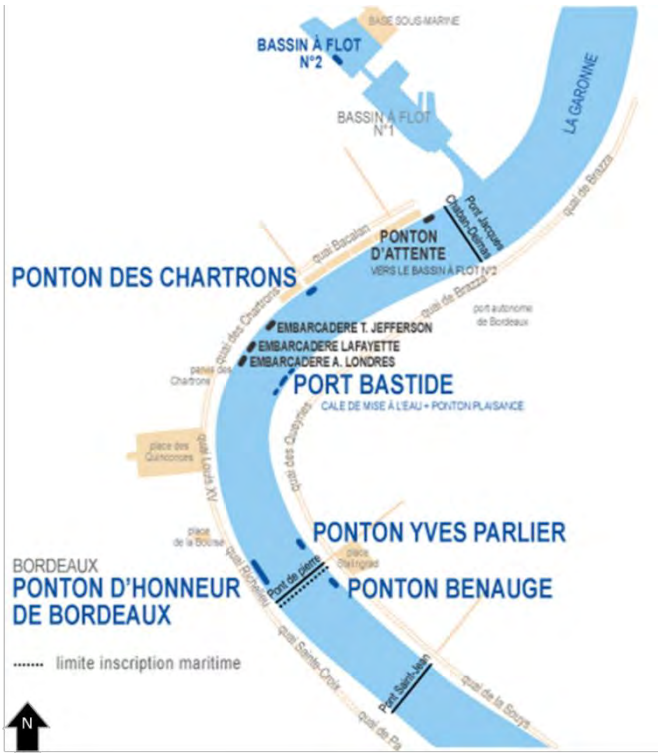 BASE SOUS-MARINE
BASSIN À FLOT
N°2
BASSIN À FLOT
N°1
LA GARONNE
quai de Brazza
Pont Jacques
Chaban-Delmas
quai Bacalan
PONTON
D'ATTENTE
VERS LE BASSIN À FLOT N°2
PONTON DES CHARTRONS
quai de Brazza
port autonome
de Bordeaux
quai des Chartrons
EMBARCADERE T. JEFFERSON
EMBARCADERE LAFAYETTE
EMBARCADERE A. LONDRES
parvis des
Chartrons
PORT BASTIDE
CALE DE MISE À L'EAU + PONTON PLAISANCE
quai des Queyries
place des
Quinconces
quai Louis XV
place
de la Bourse
PONTON YVES PARLIER
place
Stalingrad
quai Richelieu
Pont de pierre
BORDEAUX
PONTON D'HONNEUR
DE BORDEAUX
PONTON BENAUGE
quai Sainte-Croix
limite inscription maritime
Pont Saint-Jean
quai de la Souys
quai de Pa
N